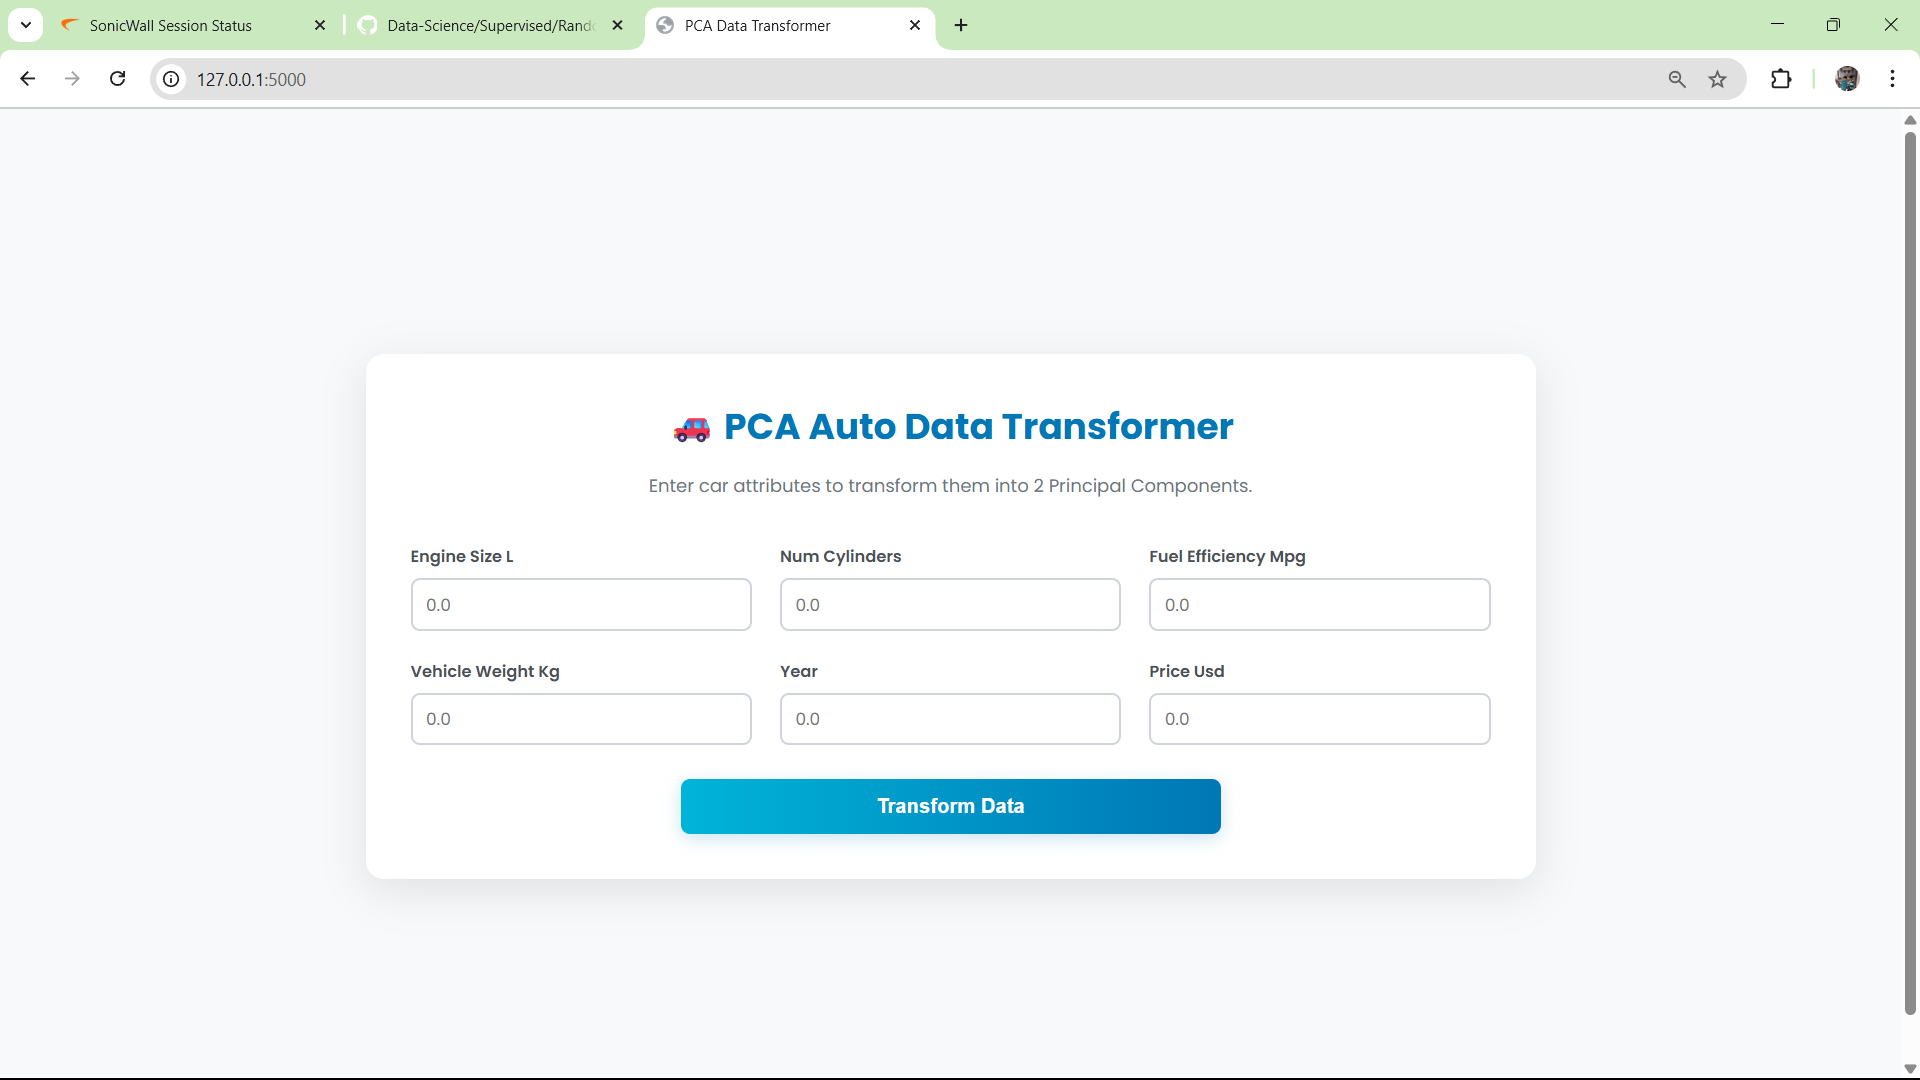 SonicWall Session Status
Data-Science/Supervised/Rando
PCA Data Transformer
127.0.0.1:5000
PCA Auto Data Transformer
Enter car attributes to transform them into 2 Principal Components.
Engine Size L
Num Cylinders
Fuel Efficiency Mpg
0.0
0.0
0.0
Vehicle Weight Kg
Year
Price Usd
0.0
0.0
0.0
Transform Data